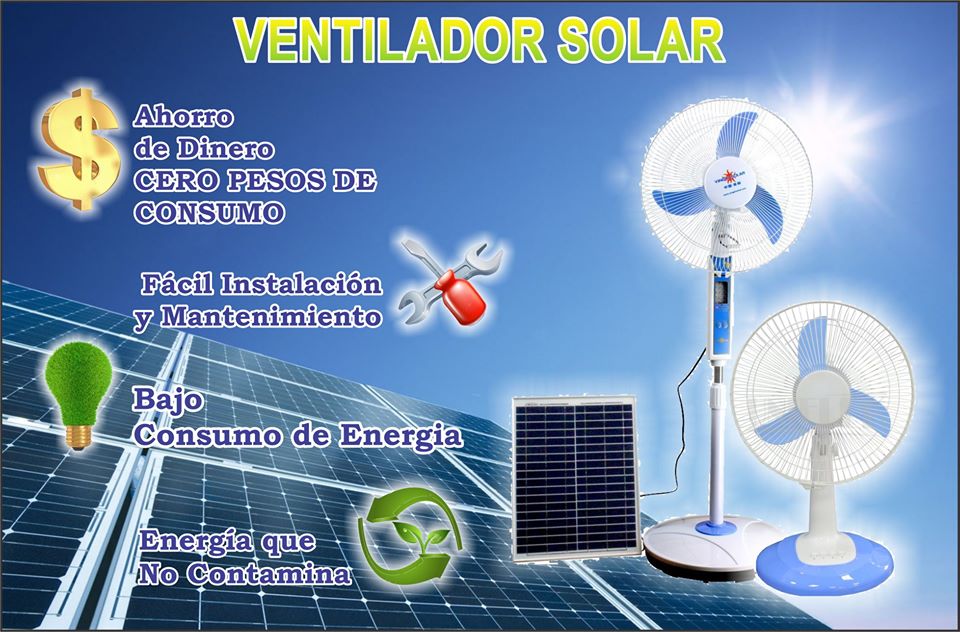 VENTILADOR SOLAR
Ahorro
de Dinero
CERO PESOS DE
CONSUMO
Fácil Instalación
y Mantenimiento
Bajo
Consumo de Energia
Energía que
No Contamina